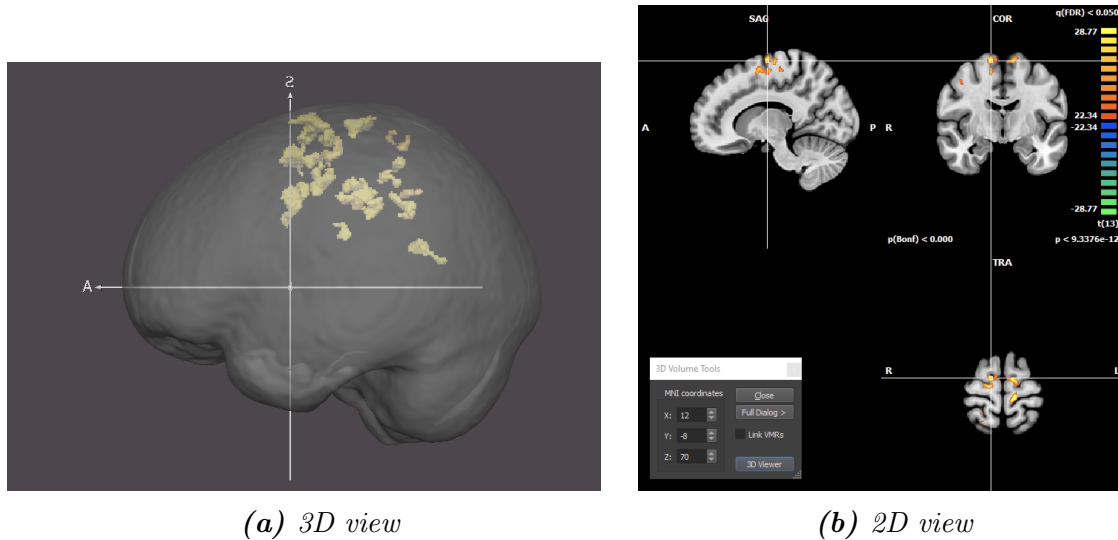 S
A
(a) 3D view
q(FDR) < 0.050
SAG
COR
28.77
A
P
R
22.34
-22.34
-28.77
t(13)
p(Bonf) < 0.000
p < 9.3376e-12
TRA
R
L
3D Volume Tools
MNI coordinates
Close
X: 12
Full Dialog >
Y: -8
Link VMRs
Z: 70
3D Viewer
(b) 2D view